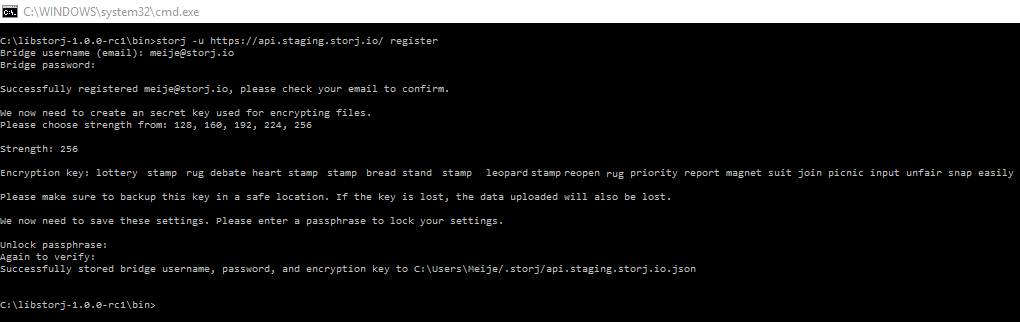 C:\WINDOWS\system32\cmd.exe
C:\libstorj-1.0.0-rc1\bin>storj -u https://api.staging.storj.io/ register
Bridge username (email): meije@storj.io
Bridge password:
Successfully registered meije@storj.io, please check your email to confirm.
We now need to create an secret key used for encrypting files.
Please choose strength from: 128, 160, 192, 224, 256
Strength: 256
Encryption key: lottery stamp rug debate heart stamp stamp bread stand stamp leopard stamp reopen rug priority report magnet suit join picnic input unfair snap easily
Please make sure to backup this key in a safe location. If the key is lost, the data uploaded will also be lost.
We now need to save these settings. Please enter a passphrase to lock your settings.
Unlock passphrase:
Again to verify:
Successfully stored bridge username, password, and encryption key to C:\Users\Meije/.storj/api.staging.storj.io.json
C:\libstorj-1.0.0-rc1\bin>